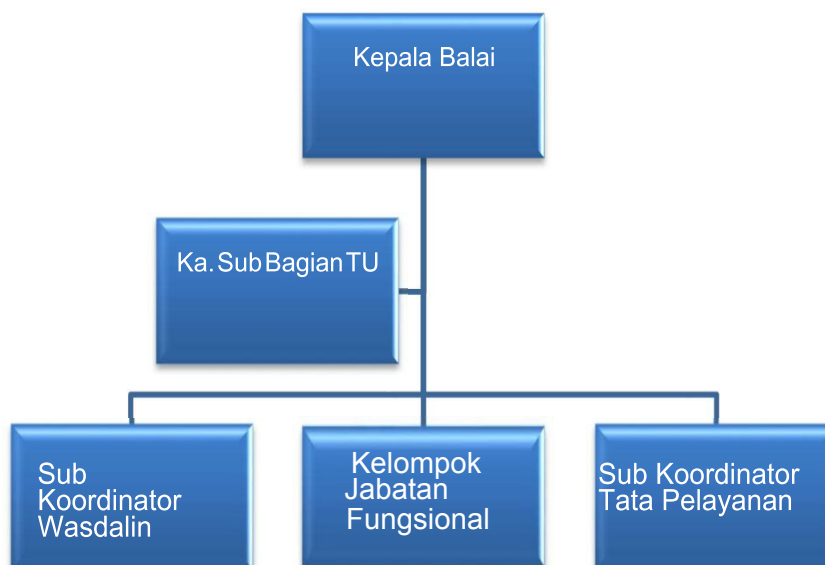 Kepala Balai
Ka. Sub Bagian TU
Sub
Koordinator
Wasdalin
Kelompok
Jabatan
Fungsional
Sub Koordinator
Tata Pelayanan